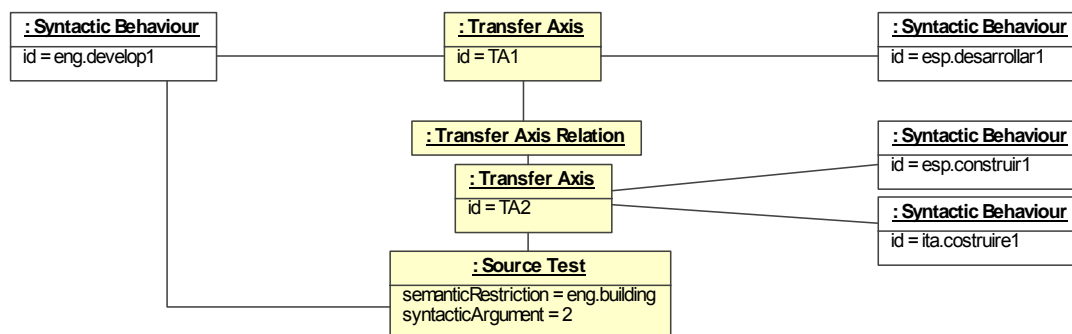 : Syntactic Behaviour
id = eng.develop1
: Transfer Axis
id = TA1
: Syntactic Behaviour
id = esp.desarrollar1
: Transfer Axis Relation
: Transfer Axis
id = TA2
: Syntactic Behaviour
id = esp.construir1
: Syntactic Behaviour
id = ita.costruire1
: Source Test
semanticRestriction = eng.building
syntacticArgument = 2